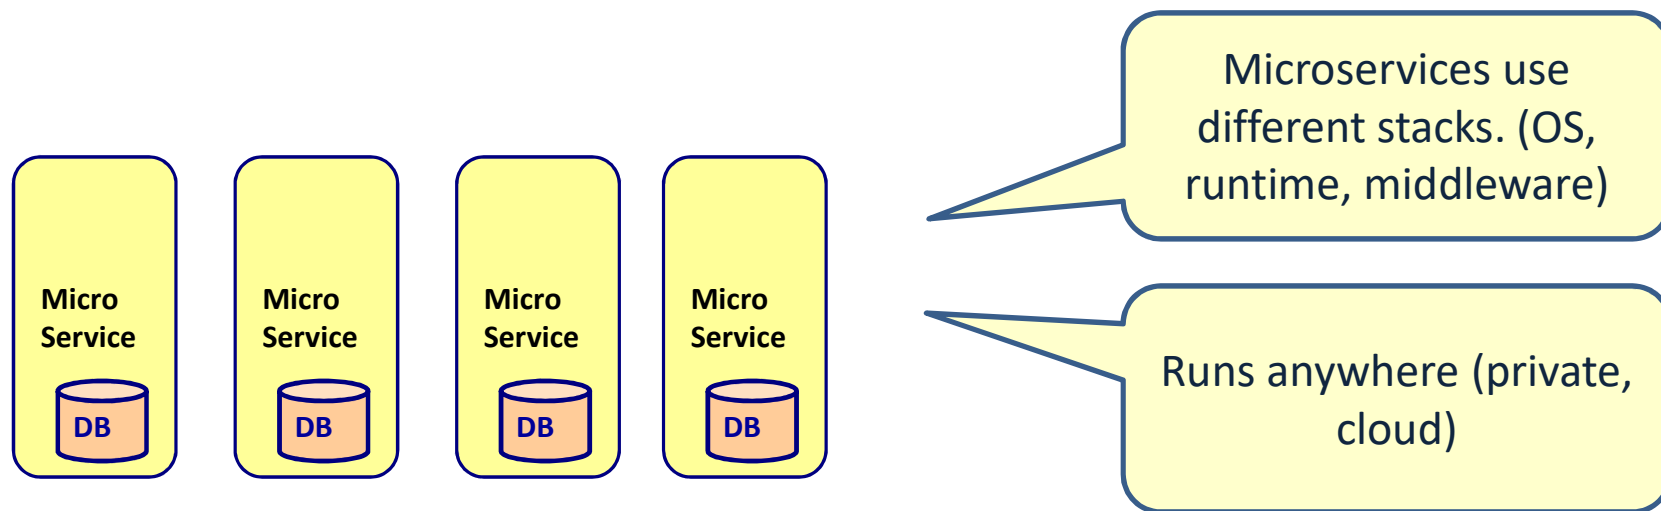 Micro
Service
DB
Micro
Service
DB
Micro
Service
DB
Micro
Service
DB
Microservices use
different stacks. (OS,
runtime, middleware)
Runs anywhere (private,
cloud)